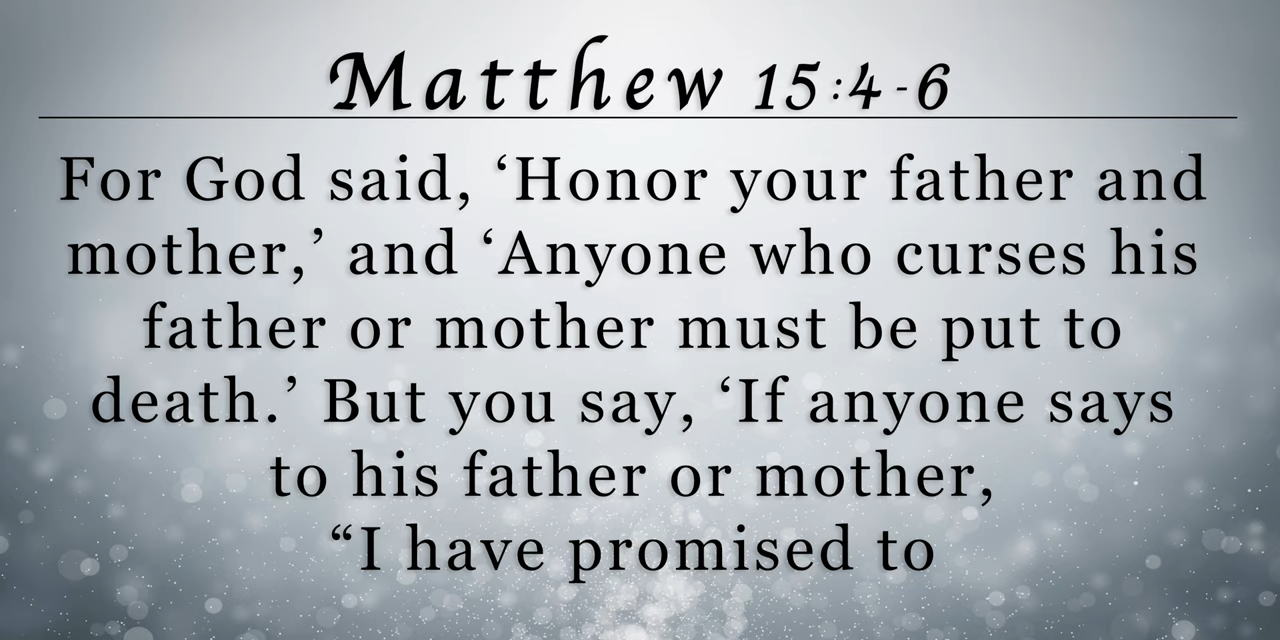 Matthew 15:4-6
For God said, ‘Honor your father and
mother,’ and ‘Anyone who curses his
father or mother must be put to
death.’ But you say, ‘If anyone says
to his father or mother,
“I have promised to